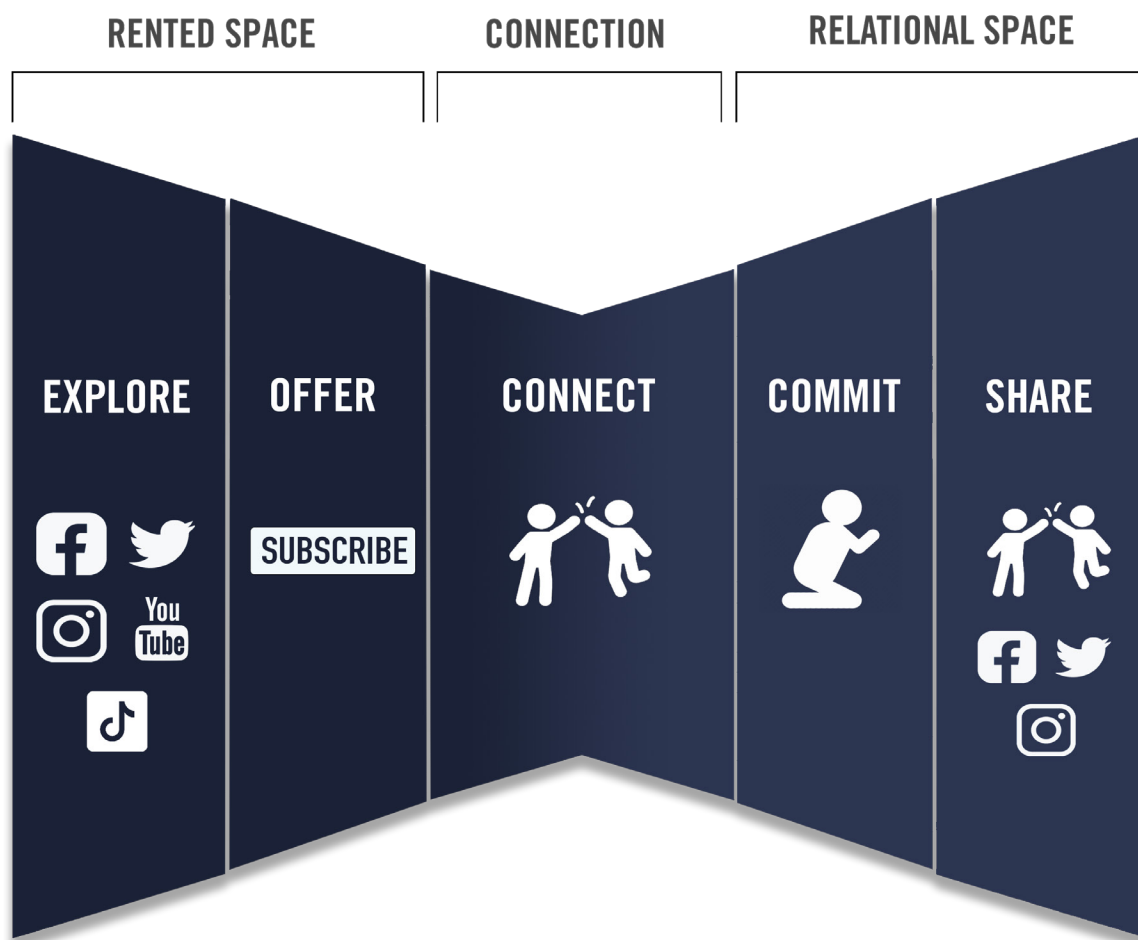 RENTED SPACE
CONNECTION
RELATIONAL SPACE
EXPLORE
OFFER
CONNECT
COMMIT
SHARE
SUBSCRIBE
You
Tube